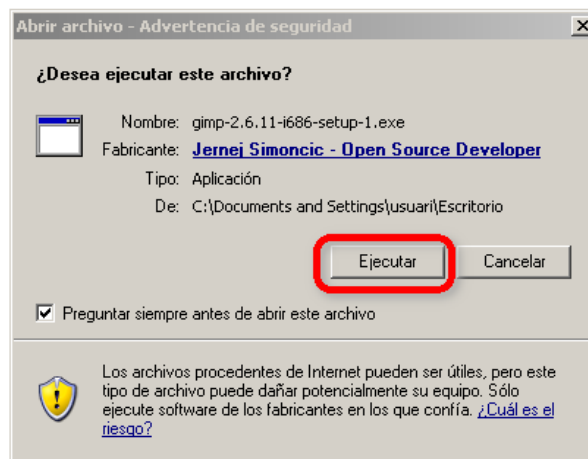 Abrir archivo - Advertencia de seguridad
¿Desea ejecutar este archivo?
Nombre: gimp-2.6.11-i686-setup-1.exe
Fabricante: Jernej Simoncic - Open Source Developer
Tipo: Aplicación
De: C:\Documents and Settings\usuari\Escritorio
Ejecutar Cancelar
Preguntar siempre antes de abrir este archivo
Los archivos procedentes de Internet pueden ser útiles, pero este
tipo de archivo puede dañar potencialmente su equipo. Sólo
ejecute software de los fabricantes en los que confía. ¿Cuál es el
riesgo?